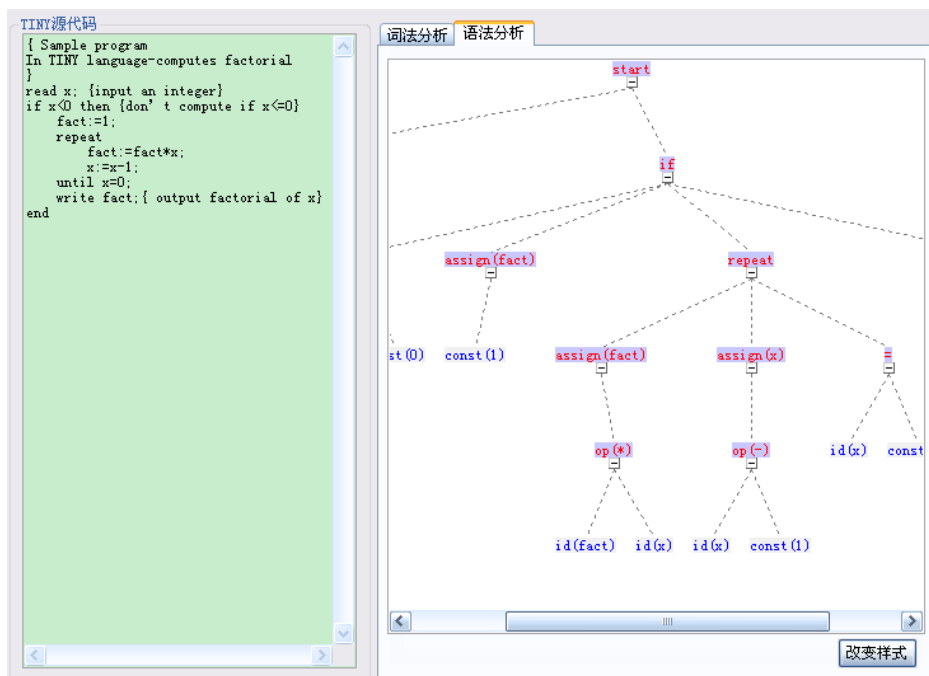 TINY源代码
{ Sample program
In TINY language-computes factorial
}
read x; {input an integer}
if x<0 then {don't compute if x<=0}
fact:=1;
repeat
fact:=fact*x;
x:=x-1;
until x=0;
write fact;{ output factorial of x}
end
词法分析 语法分析
start
if
assign(fact) repeat
st(0) const(1) assign(fact) assign(x) =
op(*) op(-) id(x) const
id(fact) id(x) id(x) const(1)
改变样式